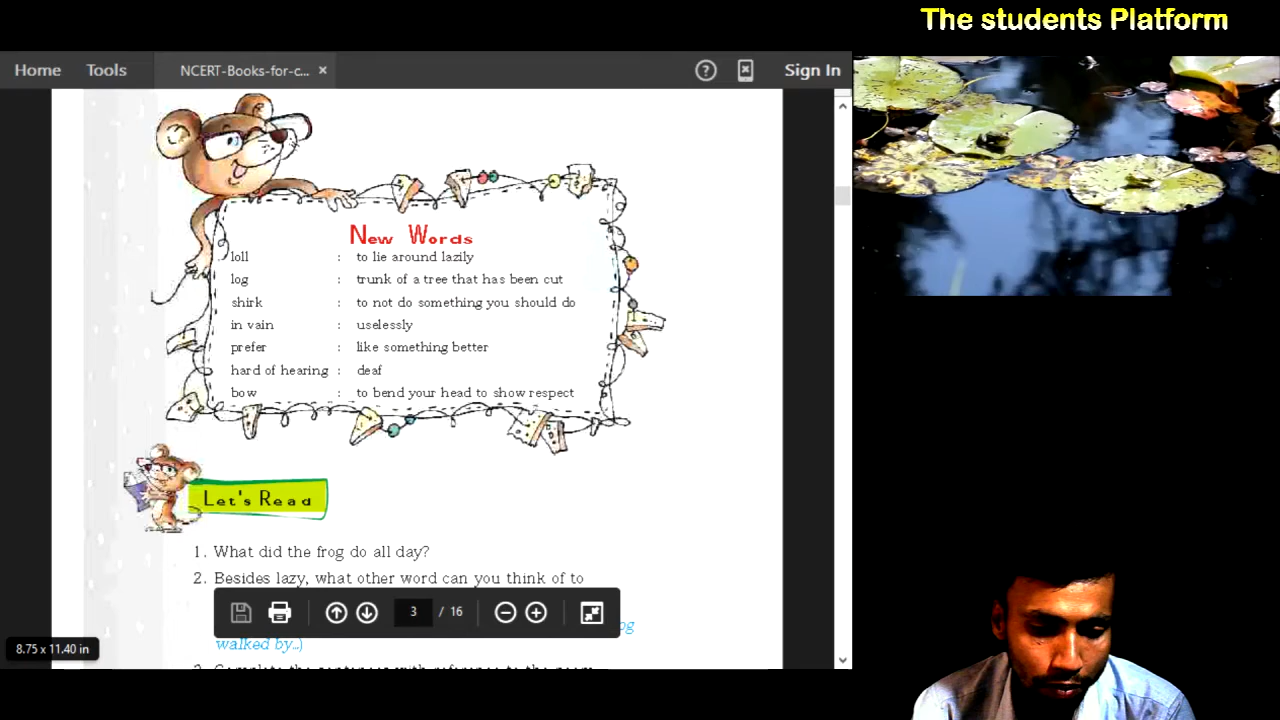 The students Platform
Home Tools NCERT-Books-for-c... × ? Sign In
New Words
loll : to lie around lazily
log : trunk of a tree that has been cut
shirk : to not do something you should do
in vain : uselessly
prefer : like something better
hard of hearing : deaf
bow : to bend your head to show respect
Let's Read
1. What did the frog do all day?
2. Besides lazy, what other word can you think of to
3 / 16
walked by...)
8.75 x 11.40 in